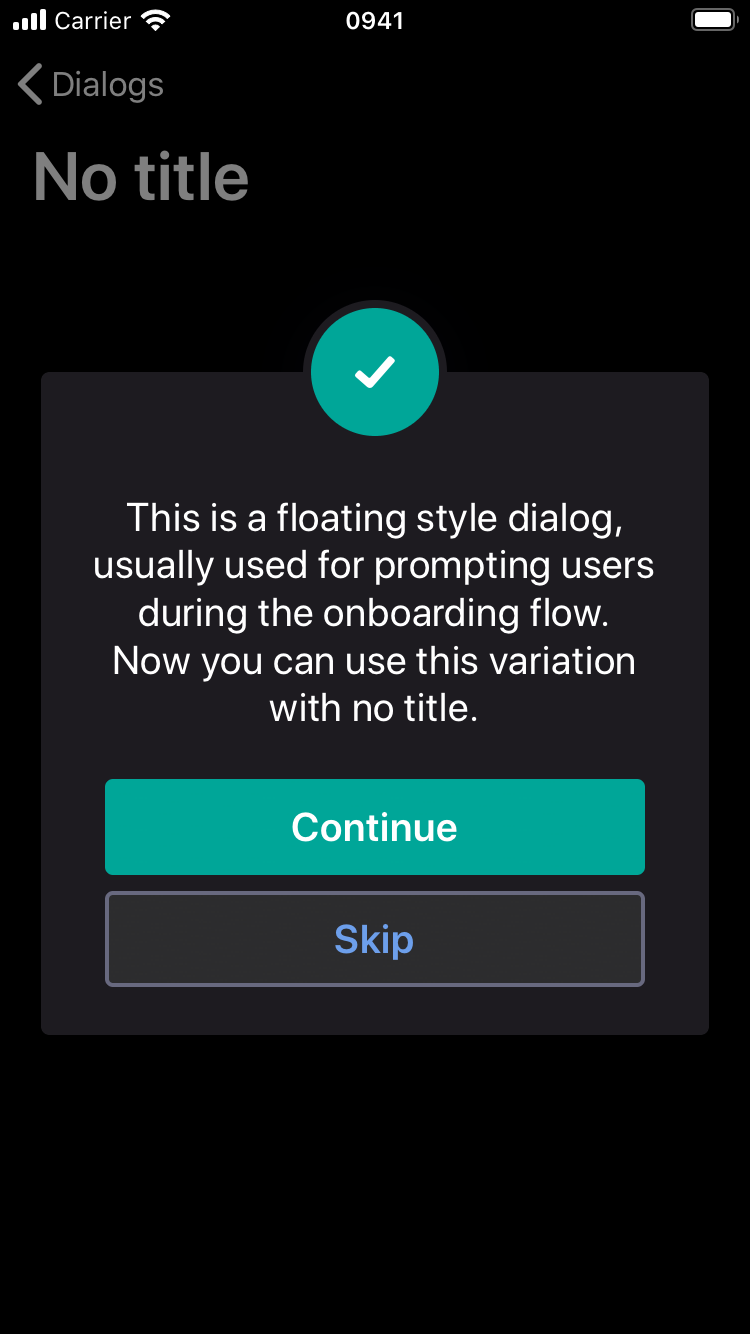 Carrier
0941
Dialogs
No title
This is a floating style dialog,
usually used for prompting users
during the onboarding flow.
Now you can use this variation
with no title.
Continue
Skip